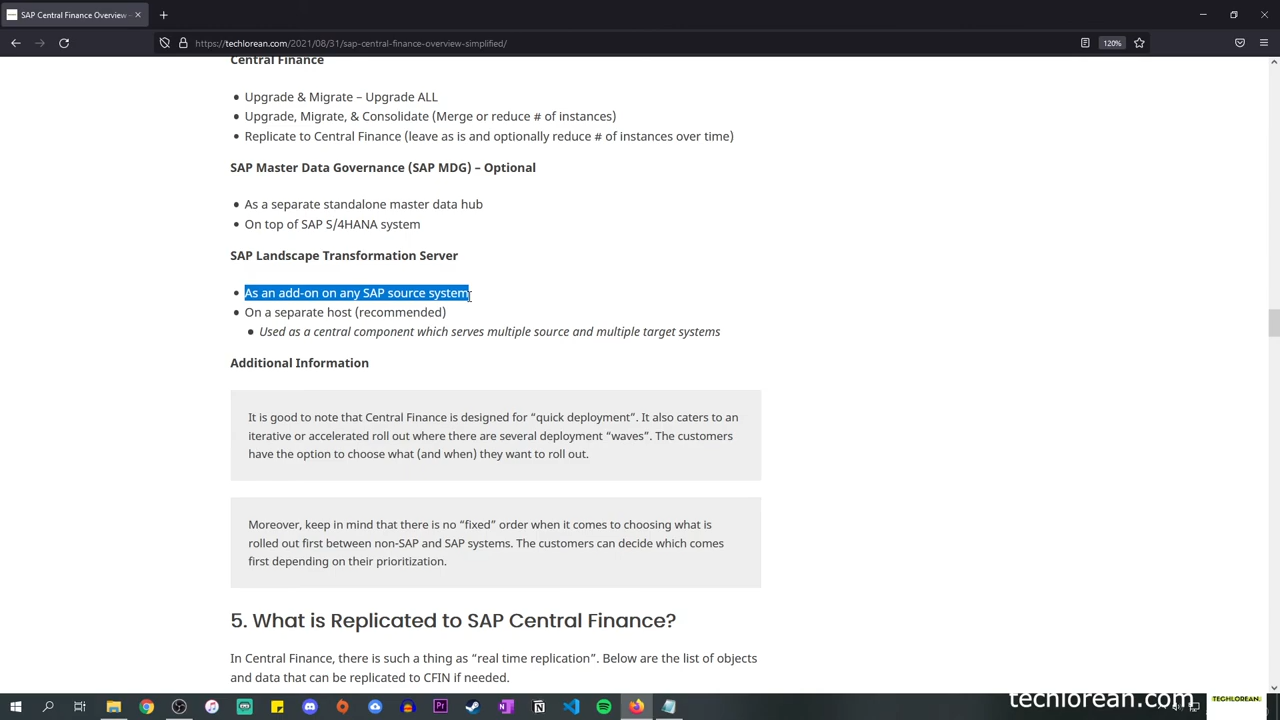 SAP Central Finance Overview
https://techlorean.com/2021/08/31/sap-central-finance-overview-simplified/
120%
Central Finance
Upgrade & Migrate – Upgrade ALL
Upgrade, Migrate, & Consolidate (Merge or reduce # of instances)
Replicate to Central Finance (leave as is and optionally reduce # of instances over time)
SAP Master Data Governance (SAP MDG) – Optional
As a separate standalone master data hub
On top of SAP S/4HANA system
SAP Landscape Transformation Server
As an add-on on any SAP source system
On a separate host (recommended)
Used as a central component which serves multiple source and multiple target systems
Additional Information
It is good to note that Central Finance is designed for “quick deployment”. It also caters to an
iterative or accelerated roll out where there are several deployment “waves”. The customers
have the option to choose what (and when) they want to roll out.
Moreover, keep in mind that there is no “fixed” order when it comes to choosing what is
rolled out first between non-SAP and SAP systems. The customers can decide which comes
first depending on their prioritization.
5. What is Replicated to SAP Central Finance?
In Central Finance, there is such a thing as “real time replication”. Below are the list of objects
and data that can be replicated to CFIN if needed.
techlorean.com
TECHLOREAN